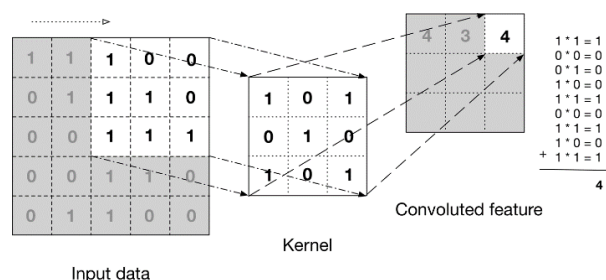 1 1 1 0 0
0 1 1 1 0
0 0 1 1 1
0 0 1 1 0
0 1 1 0 0
Input data
1 0 1
0 1 0
1 0 1
Kernel
4 3 4
Convoluted feature
1 * 1 = 1
0 * 0 = 0
0 * 1 = 0
1 * 0 = 0
1 * 1 = 1
0 * 0 = 0
1 * 1 = 1
1 * 0 = 0
+ 1 * 1 = 1
4